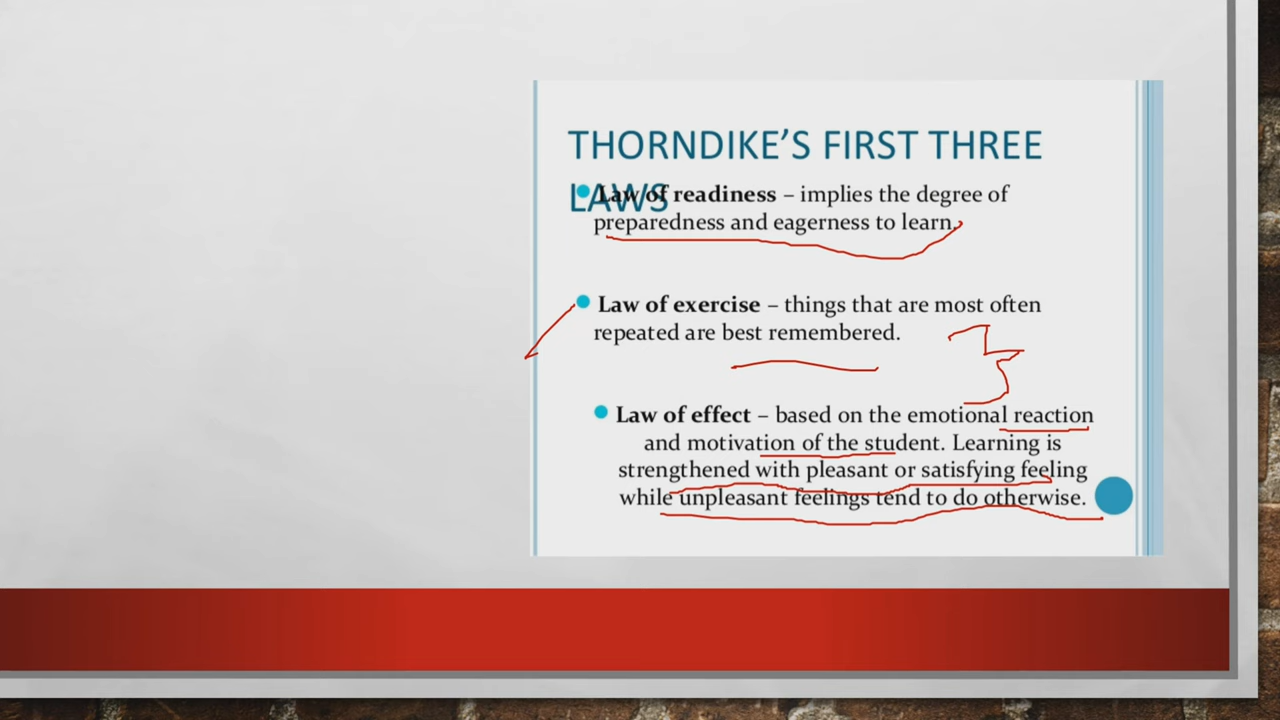 THORNDIKE'S FIRST THREE
LAWS
Law of readiness – implies the degree of
preparedness and eagerness to learn.
Law of exercise – things that are most often
repeated are best remembered.
3
Law of effect – based on the emotional reaction
and motivation of the student. Learning is
strengthened with pleasant or satisfying feeling
while unpleasant feelings tend to do otherwise.